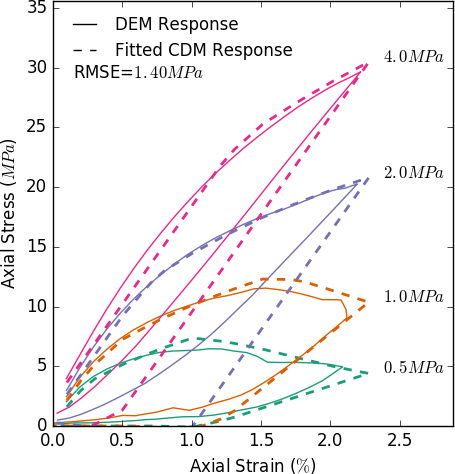 35
DEM Response
Fitted CDM Response
RMSE=1.40MPa
4.0MPa
30
25
2.0MPa
20
Axial Stress (MPa)
15
1.0MPa
10
0.5MPa
5
0
0.0 0.5 1.0 1.5 2.0 2.5
Axial Strain (%)